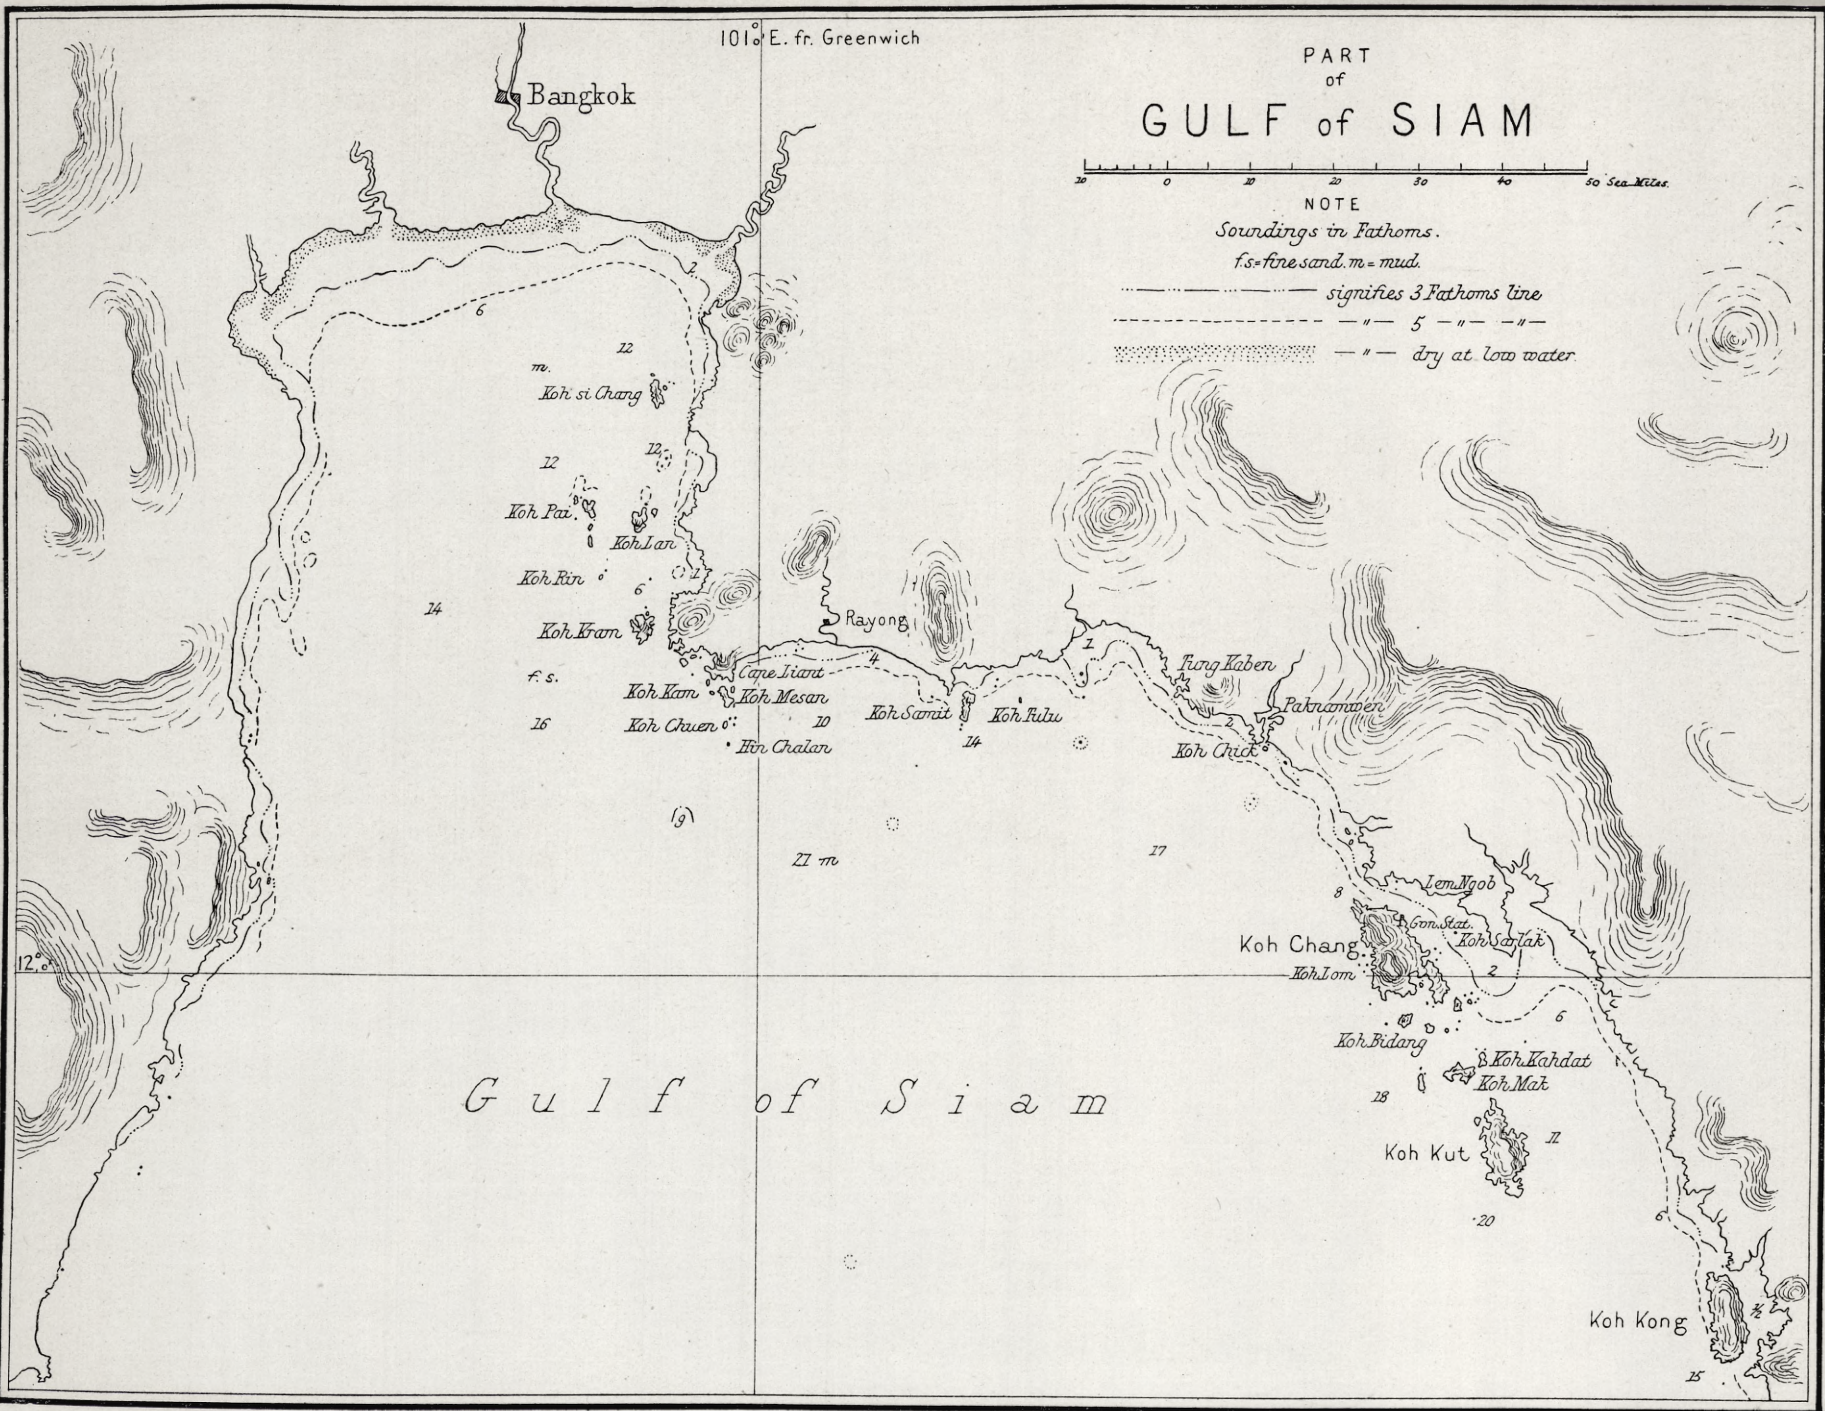 101° E. fr. Greenwich
PART
of
GULF of SIAM
10 0 10 20 30 40 50 Sea Miles.
NOTE
Soundings in Fathoms.
f.s.=fine sand. m = mud.
signifies 3 Fathoms line
—〃— 5 —〃— —〃—
—〃— dry at low water.
Bangkok
2
6
12
m.
Koh si Chang
12
12
Koh Pai
Koh Lan
Koh Rin
1
6
14
Koh Kram
Rayong
1
4
Cape Liant
Tung Kaben
f. s.
Koh Kam
Koh Mesan
Koh Samit
Koh Tulu
Paknamwen
16
Koh Chuen
10
14
2
Hin Chalan
Koh Chick
(9)
21 m
17
8
Lem Ngob
Gon. Stat.
Koh Chang
Koh Sarlak
12°
Koh Lom
2
6
Koh Bidang
Koh Kahdat
Koh Mak
Gulf of Siam
18
11
Koh Kut
20
6
Koh Kong
½
15